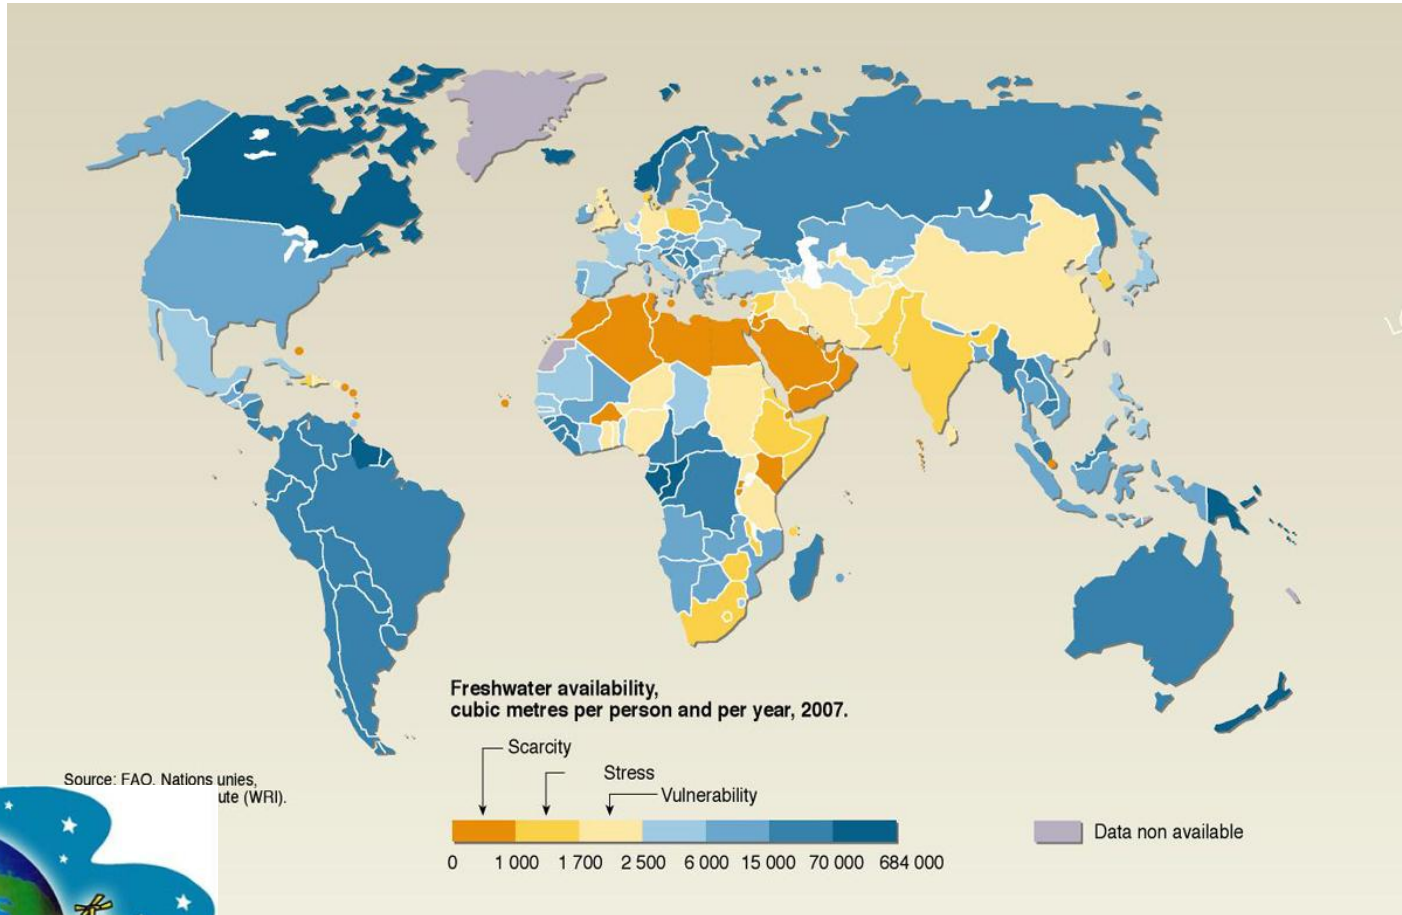 Freshwater availability,
cubic metres per person and per year, 2007.
Scarcity
Stress
Vulnerability
Source: FAO, Nations unies,
(WRI).
0 1 000 1 700 2 500 6 000 15 000 70 000 684 000
Data non available